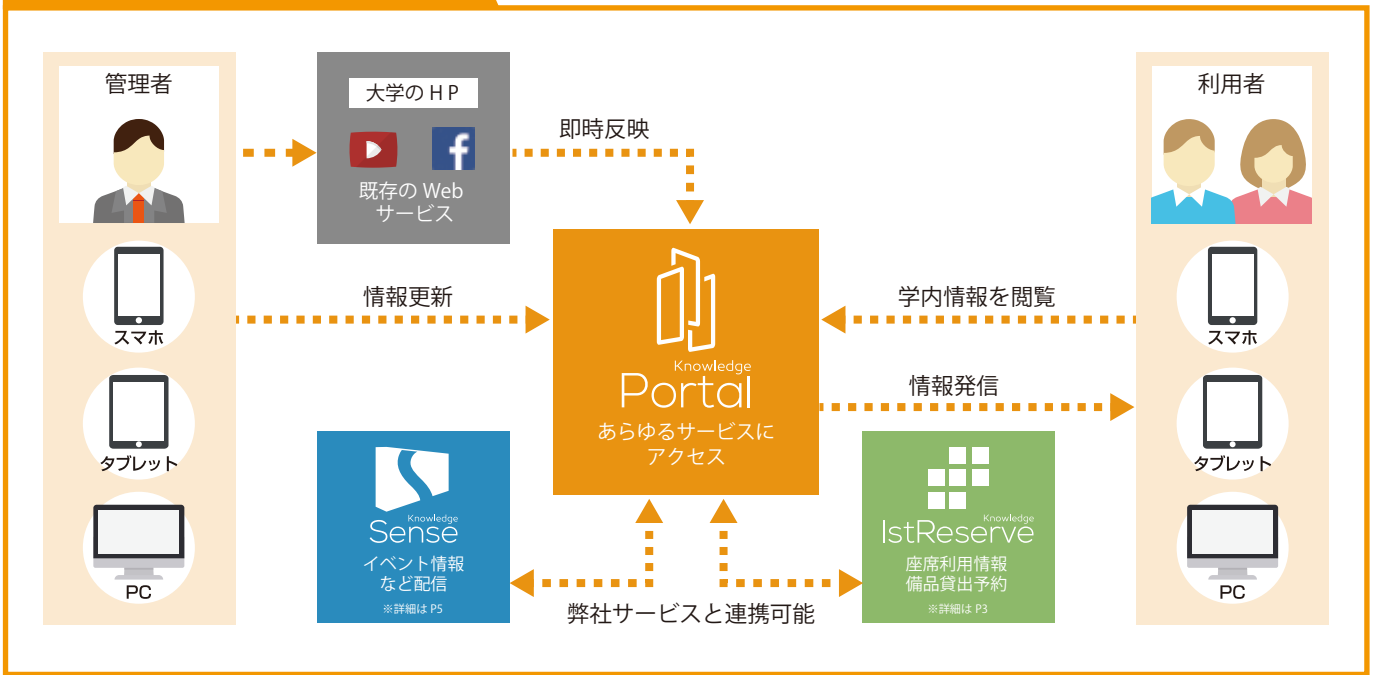 管理者
大学のHP
既存の Web
サービス
即時反映
利用者
スマホ
タブレット
PC
情報更新
学内情報を閲覧
情報発信
Knowledge
Portal
あらゆるサービスに
アクセス
Knowledge
Sense
イベント情報
など配信
※詳細は P5
弊社サービスと連携可能
Knowledge
IstReserve
座席利用情報
備品貸出予約
※詳細は P3
スマホ
タブレット
PC